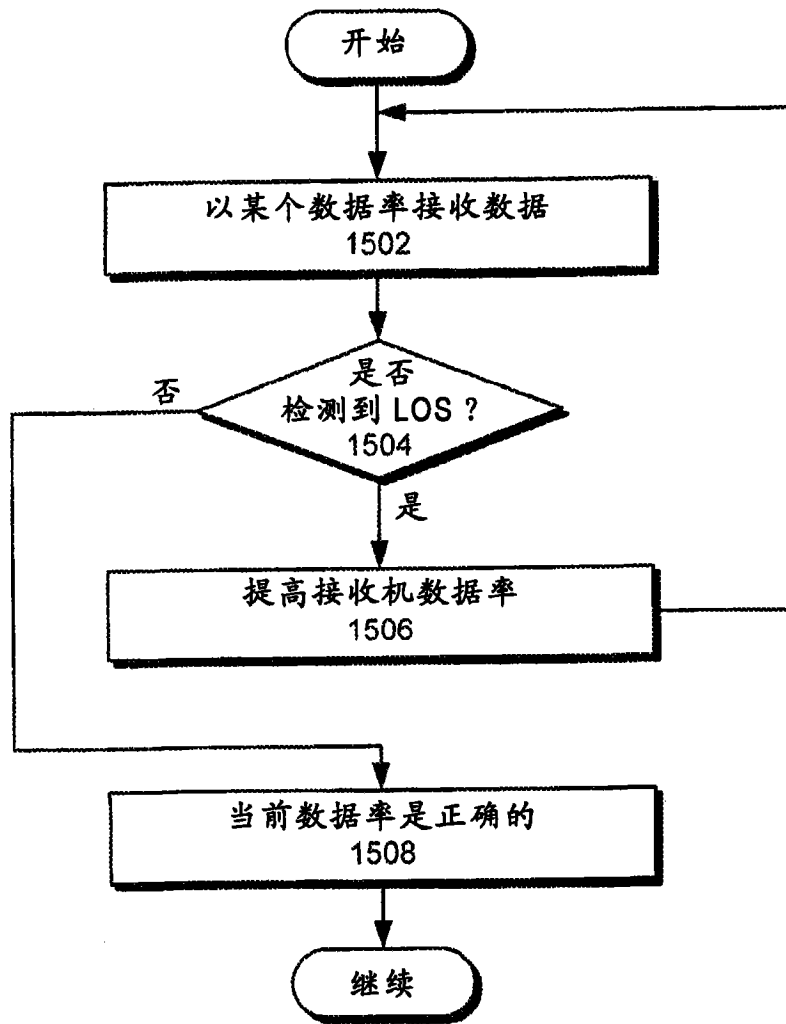 开始
以某个数据率接收数据
1502
是否
检测到 LOS？
1504
否
是
提高接收机数据率
1506
当前数据率是正确的
1508
继续